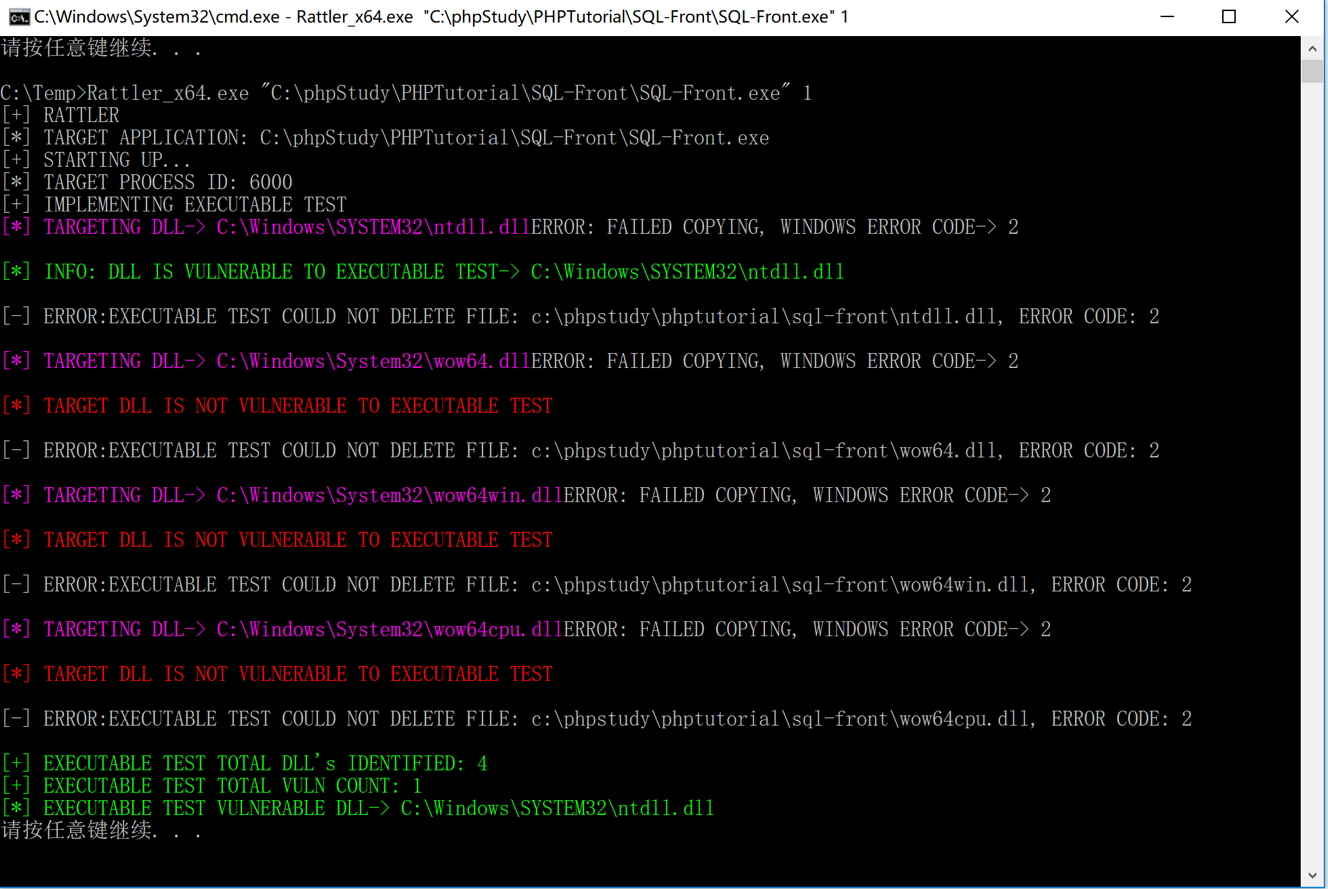 C:\Windows\System32\cmd.exe - Rattler_x64.exe  "C:\phpStudy\PHPTutorial\SQL-Front\SQL-Front.exe" 1
请按任意键继续. . .
C:\Temp>Rattler_x64.exe "C:\phpStudy\PHPTutorial\SQL-Front\SQL-Front.exe" 1
[+] RATTLER
[*] TARGET APPLICATION: C:\phpStudy\PHPTutorial\SQL-Front\SQL-Front.exe
[+] STARTING UP...
[*] TARGET PROCESS ID: 6000
[+] IMPLEMENTING EXECUTABLE TEST
[*] TARGETING DLL-> C:\Windows\SYSTEM32\ntdll.dllERROR: FAILED COPYING, WINDOWS ERROR CODE-> 2
[*] INFO: DLL IS VULNERABLE TO EXECUTABLE TEST-> C:\Windows\SYSTEM32\ntdll.dll
[-] ERROR:EXECUTABLE TEST COULD NOT DELETE FILE: c:\phpstudy\phptutorial\sql-front\ntdll.dll, ERROR CODE: 2
[*] TARGETING DLL-> C:\Windows\System32\wow64.dllERROR: FAILED COPYING, WINDOWS ERROR CODE-> 2
[*] TARGET DLL IS NOT VULNERABLE TO EXECUTABLE TEST
[-] ERROR:EXECUTABLE TEST COULD NOT DELETE FILE: c:\phpstudy\phptutorial\sql-front\wow64.dll, ERROR CODE: 2
[*] TARGETING DLL-> C:\Windows\System32\wow64win.dllERROR: FAILED COPYING, WINDOWS ERROR CODE-> 2
[*] TARGET DLL IS NOT VULNERABLE TO EXECUTABLE TEST
[-] ERROR:EXECUTABLE TEST COULD NOT DELETE FILE: c:\phpstudy\phptutorial\sql-front\wow64win.dll, ERROR CODE: 2
[*] TARGETING DLL-> C:\Windows\System32\wow64cpu.dllERROR: FAILED COPYING, WINDOWS ERROR CODE-> 2
[*] TARGET DLL IS NOT VULNERABLE TO EXECUTABLE TEST
[-] ERROR:EXECUTABLE TEST COULD NOT DELETE FILE: c:\phpstudy\phptutorial\sql-front\wow64cpu.dll, ERROR CODE: 2
[+] EXECUTABLE TEST TOTAL DLL's IDENTIFIED: 4
[+] EXECUTABLE TEST TOTAL VULN COUNT: 1
[*] EXECUTABLE TEST VULNERABLE DLL-> C:\Windows\SYSTEM32\ntdll.dll
请按任意键继续. . .